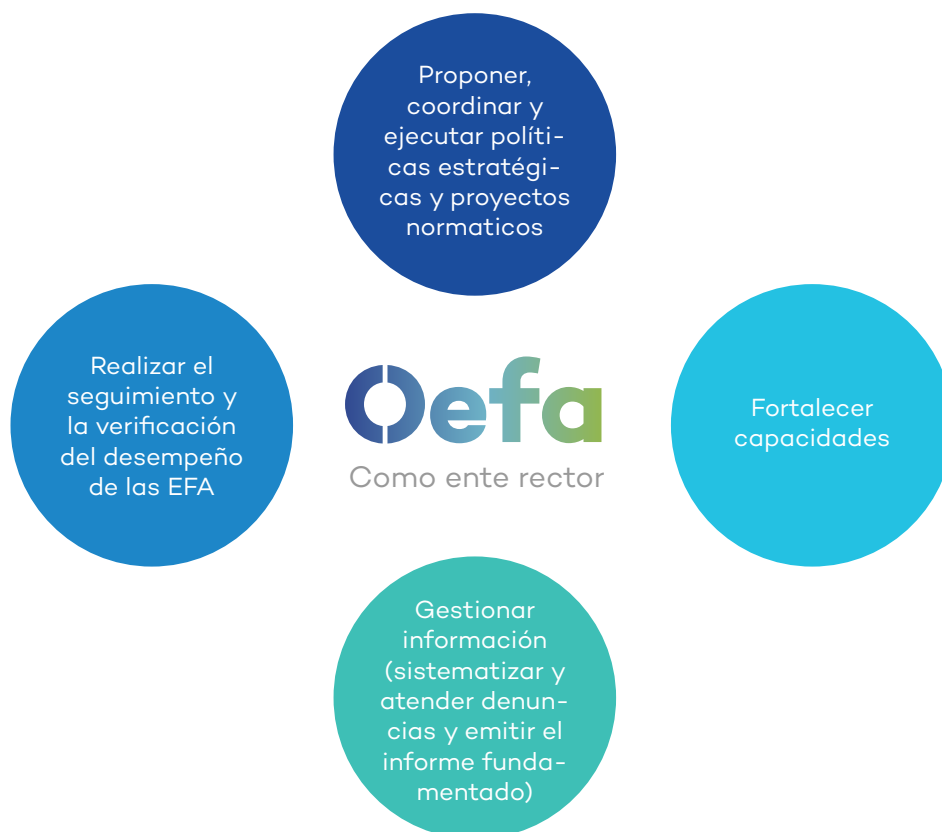 Proponer,
coordinar y
ejecutar políti-
cas estratégi-
cas y proyectos
normaticos
Realizar el
seguimiento y
la verificación
del desempeño
de las EFA
Oefa
Como ente rector
Fortalecer
capacidades
Gestionar
información
(sistematizar y
atender denun-
cias y emitir el
informe funda-
mentado)